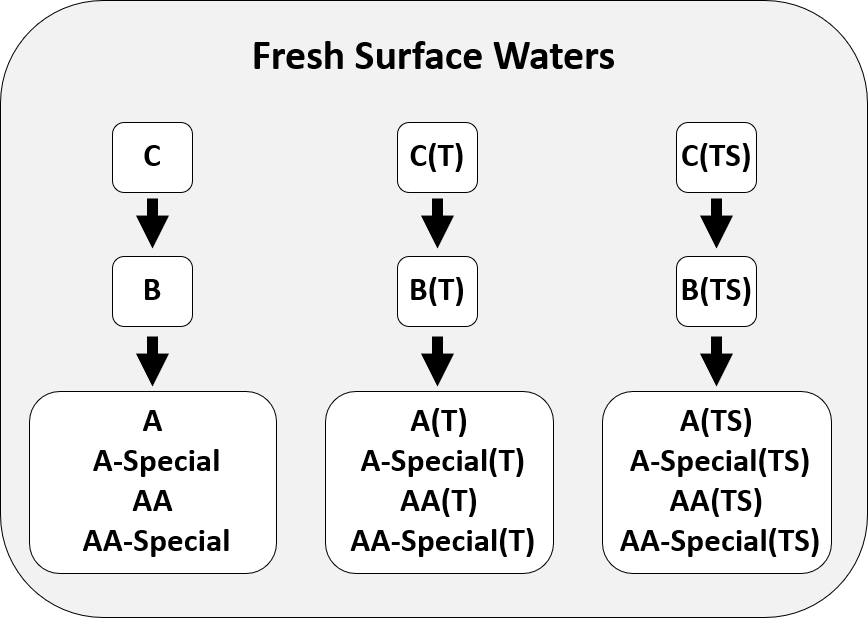 Fresh Surface Waters
C
C(T)
C(TS)
B
B(T)
B(TS)
A
A-Special
AA
AA-Special
A(T)
A-Special(T)
AA(T)
AA-Special(T)
A(TS)
A-Special(TS)
AA(TS)
AA-Special(TS)